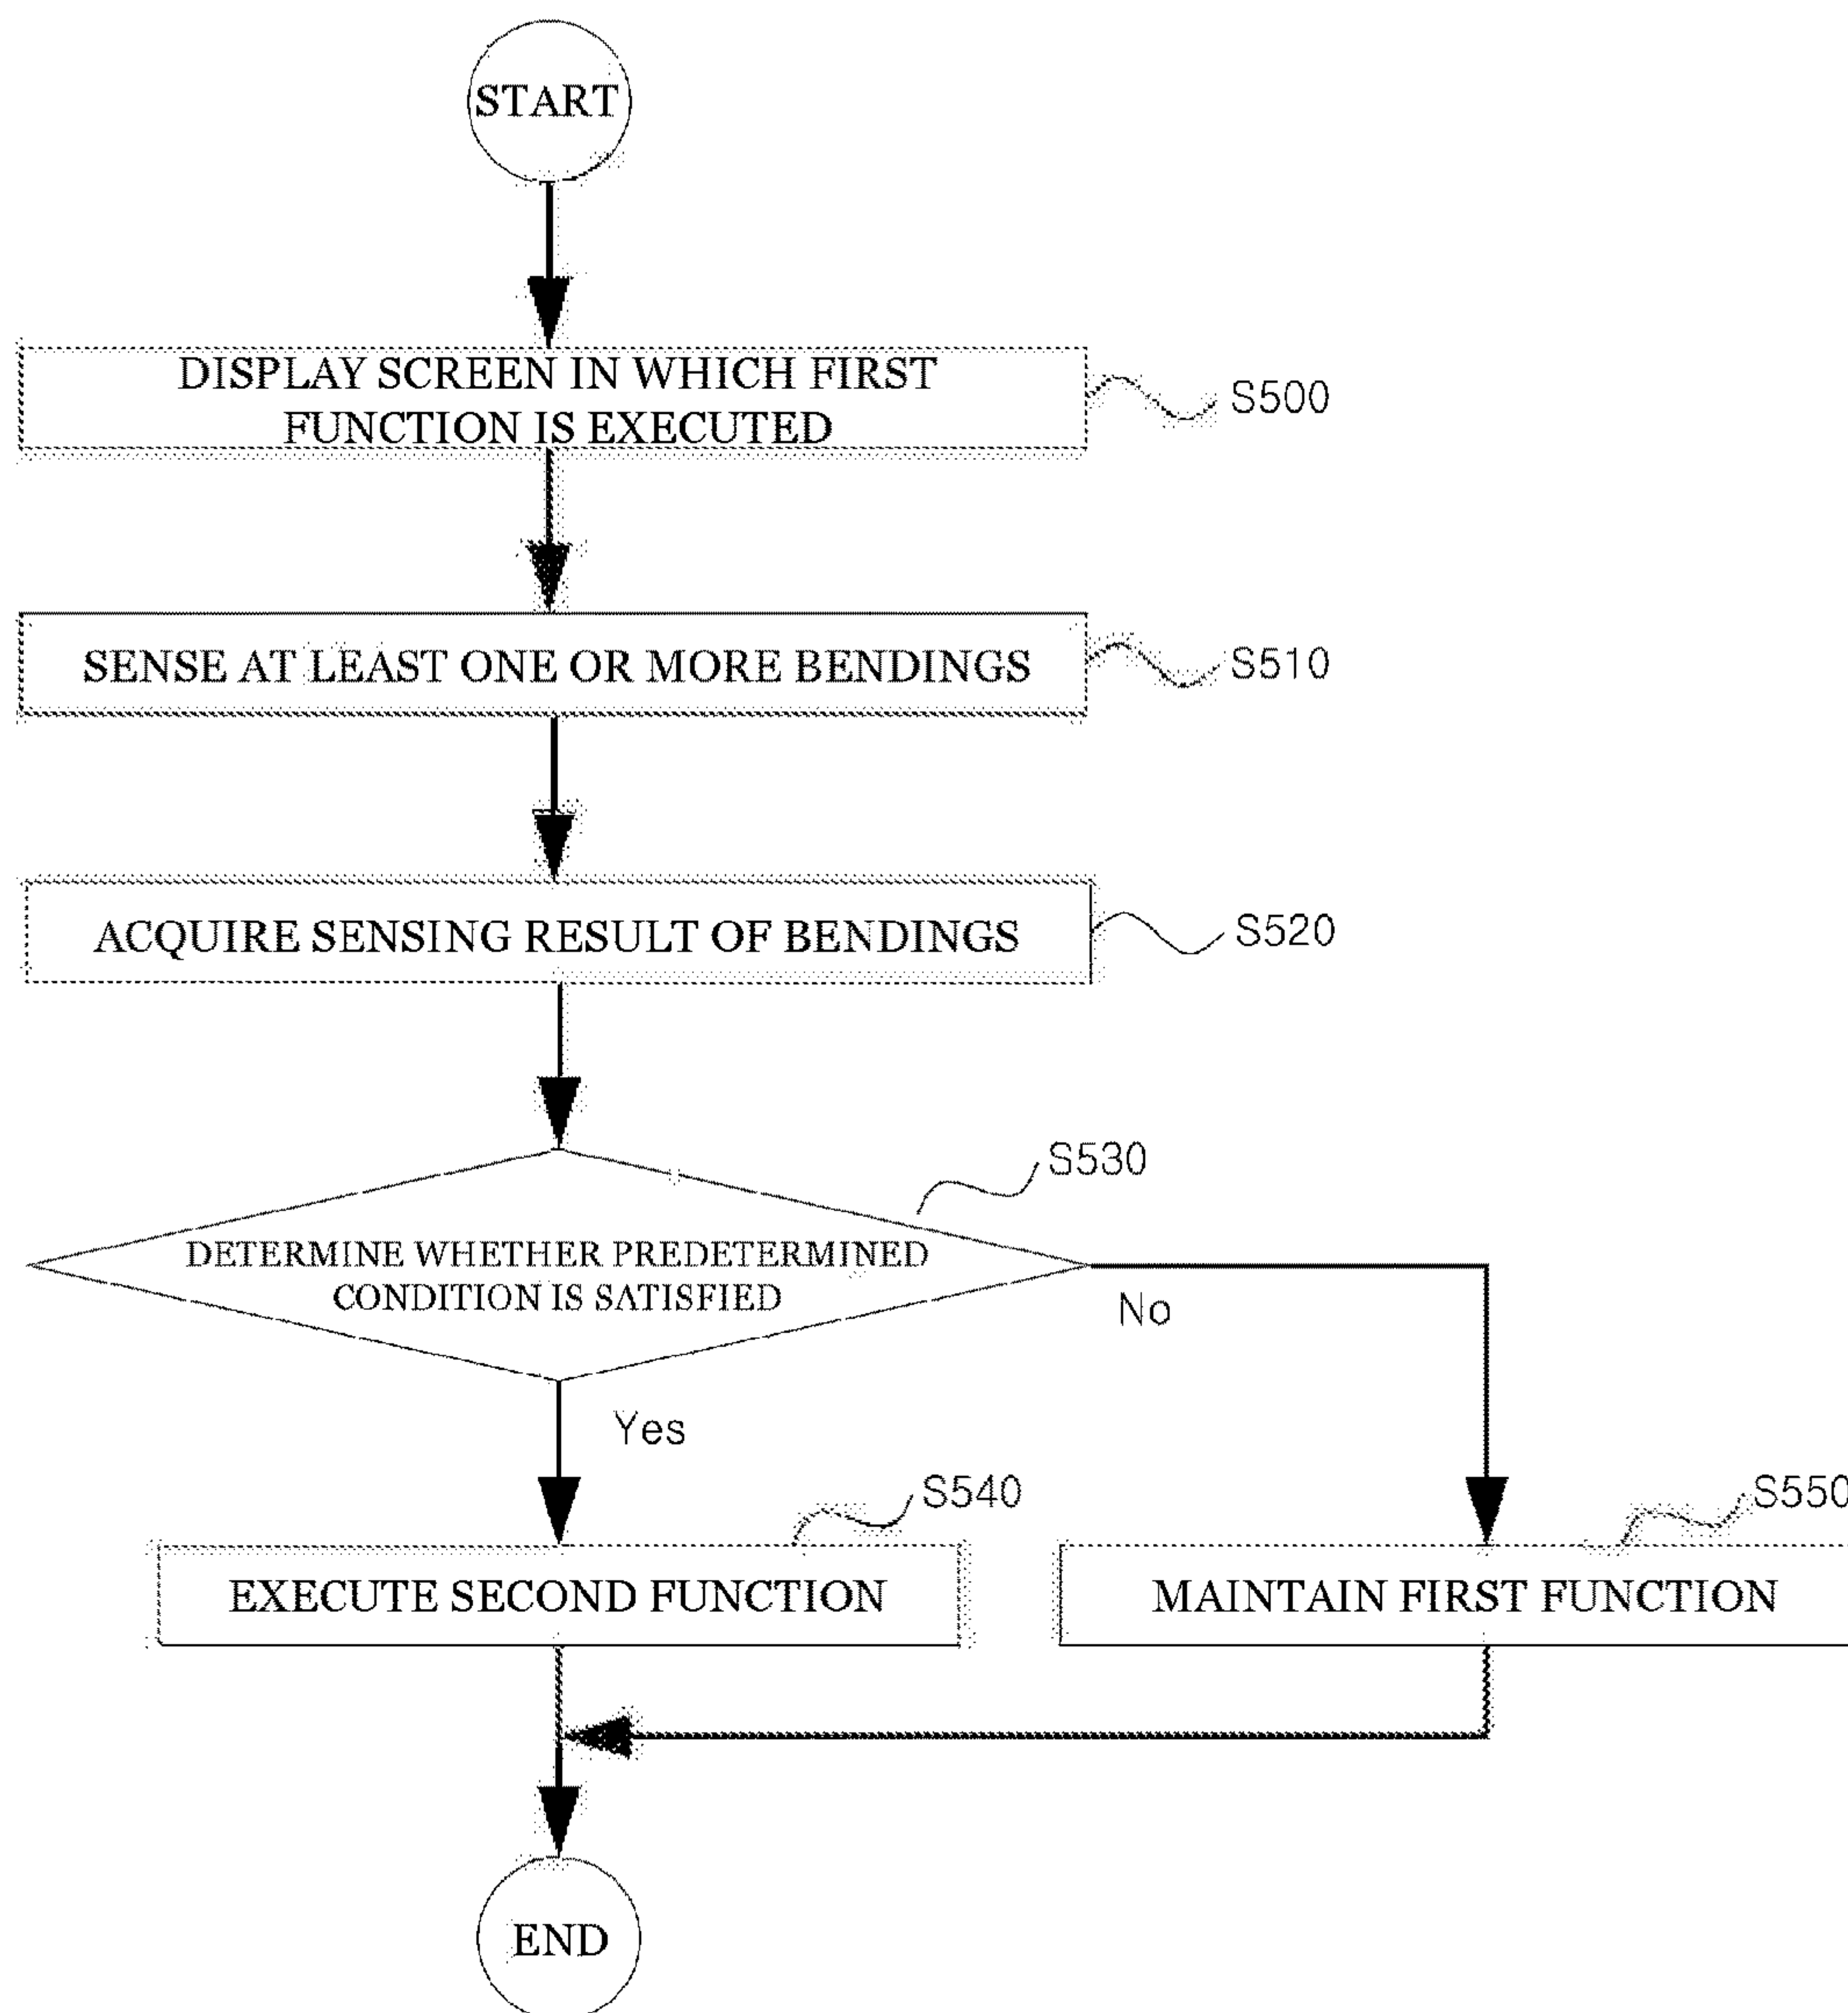 START
DISPLAY SCREEN IN WHICH FIRST
FUNCTION IS EXECUTED
S500
SENSE AT LEAST ONE OR MORE BENDINGS
S510
ACQUIRE SENSING RESULT OF BENDINGS
S520
S530
DETERMINE WHETHER PREDETERMINED
CONDITION IS SATISFIED
No
Yes
S540
S550
EXECUTE SECOND FUNCTION
MAINTAIN FIRST FUNCTION
END